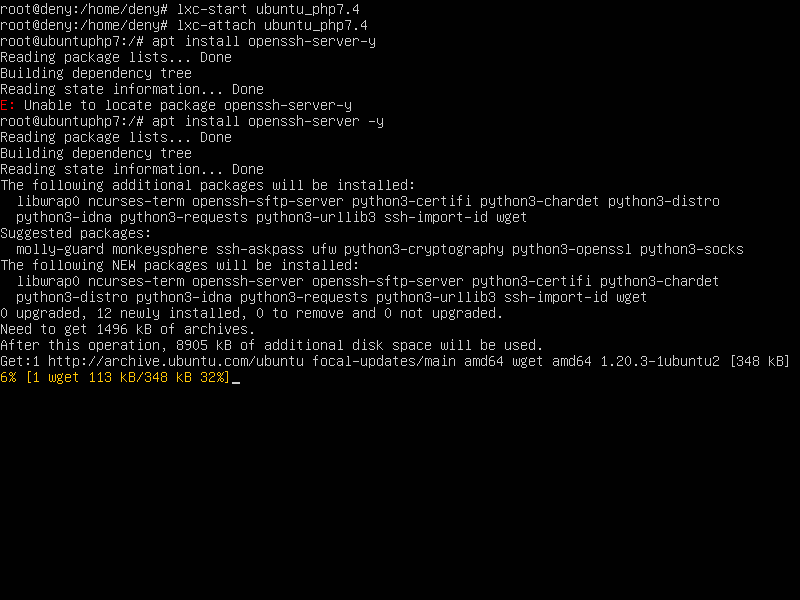 root@deny:/home/deny# lxc-start ubuntu_php7.4
root@deny:/home/deny# lxc-attach ubuntu_php7.4
root@ubuntuphp7:/# apt install openssh-server-y
Reading package lists... Done
Building dependency tree
Reading state information... Done
E: Unable to locate package openssh-server-y
root@ubuntuphp7:/# apt install openssh-server -y
Reading package lists... Done
Building dependency tree
Reading state information... Done
The following additional packages will be installed:
  libwrap0 ncurses-term openssh-sftp-server python3-certifi python3-chardet python3-distro
  python3-idna python3-requests python3-urllib3 ssh-import-id wget
Suggested packages:
  molly-guard monkeysphere ssh-askpass ufw python3-cryptography python3-openssl python3-socks
The following NEW packages will be installed:
  libwrap0 ncurses-term openssh-server openssh-sftp-server python3-certifi python3-chardet
  python3-distro python3-idna python3-requests python3-urllib3 ssh-import-id wget
0 upgraded, 12 newly installed, 0 to remove and 0 not upgraded.
Need to get 1496 kB of archives.
After this operation, 8905 kB of additional disk space will be used.
Get:1 http://archive.ubuntu.com/ubuntu focal-updates/main amd64 wget amd64 1.20.3-1ubuntu2 [348 kB]
6% [1 wget 113 kB/348 kB 32%]_